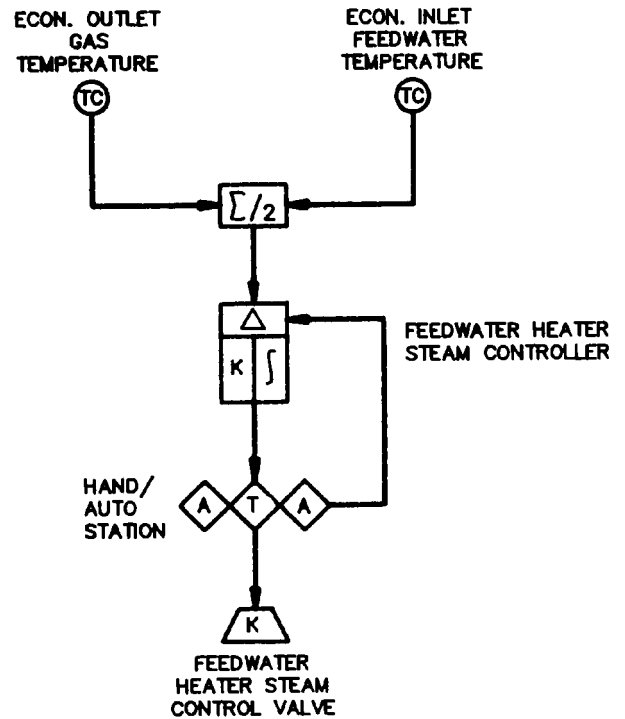 ECON. OUTLET
GAS
TEMPERATURE
TC
ECON. INLET
FEEDWATER
TEMPERATURE
TC
Σ/2
Δ
K ∫
FEEDWATER HEATER
STEAM CONTROLLER
HAND/
AUTO
STATION
A T A
K
FEEDWATER
HEATER STEAM
CONTROL VALVE